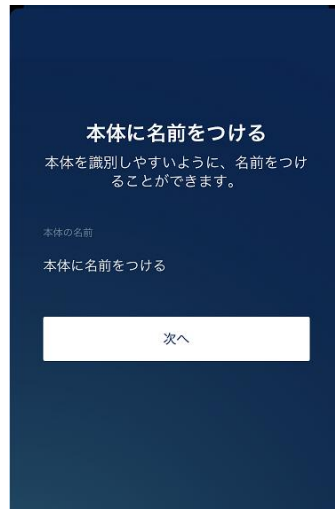 本体に名前をつける
本体を識別しやすいように、名前をつけ
ることができます。
本体の名前
本体に名前をつける
次へ